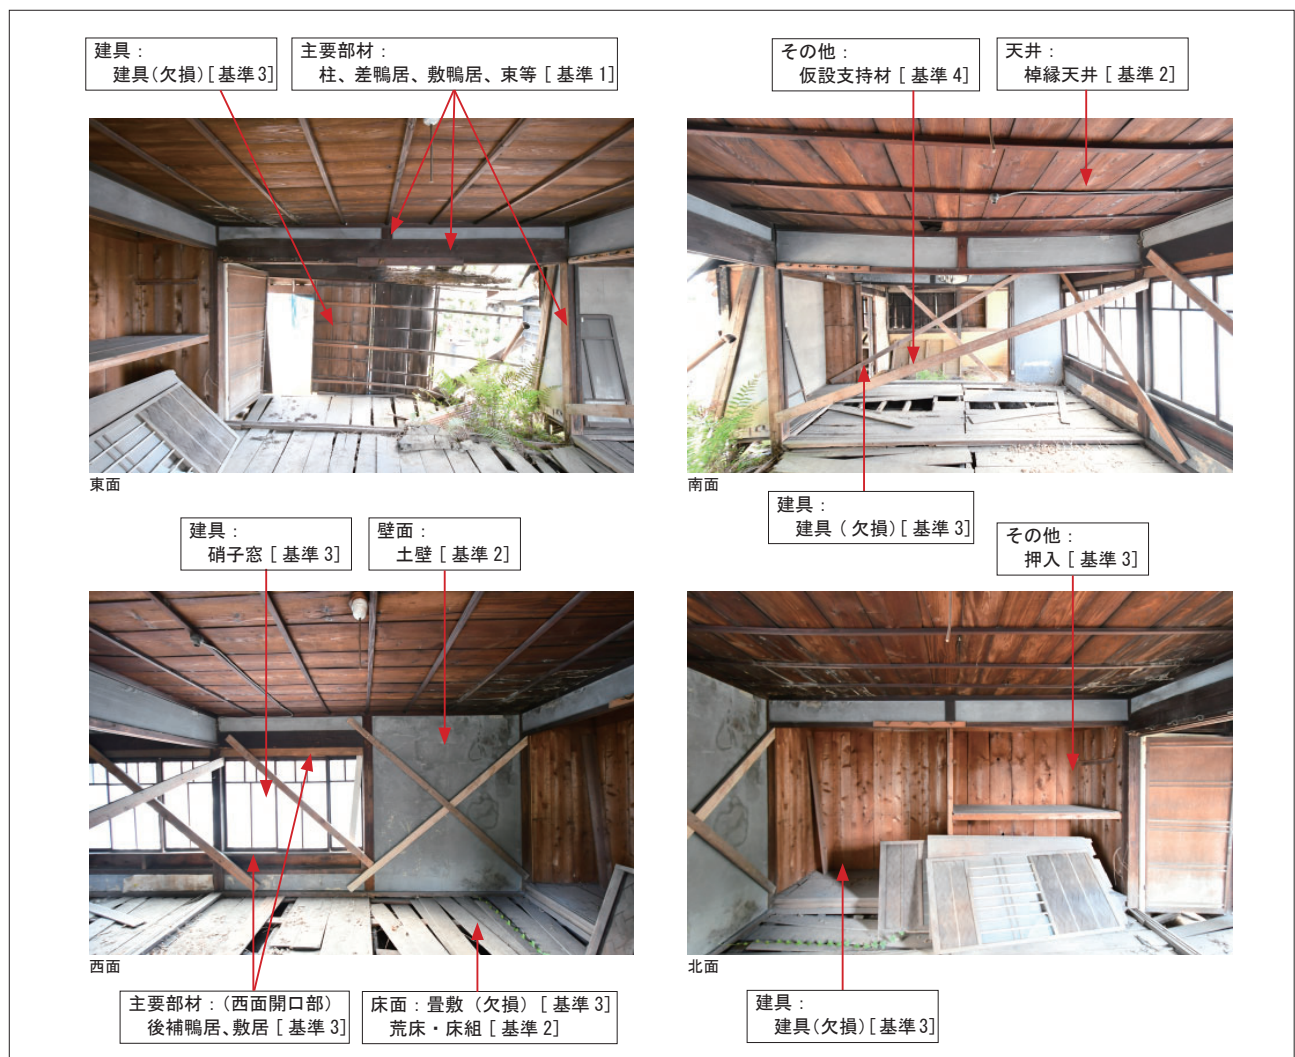 建具：
建具(欠損)[ 基準 3]
主要部材：
柱、差鴨居、敷鴨居、束等 [ 基準 1]
その他：
仮設支持材 [ 基準 4]
天井：
棹縁天井 [ 基準 2]
東面
南面
建具：
建具 ( 欠損) [ 基準 3]
建具：
硝子窓 [ 基準 3]
壁面：
土壁 [ 基準 2]
その他：
押入 [ 基準 3]
西面
北面
主要部材：(西面開口部)
後補鴨居、敷居 [ 基準 3]
床面：畳敷（欠損）[ 基準 3]
荒床・床組 [ 基準 2]
建具：
建具(欠損) [ 基準 3]